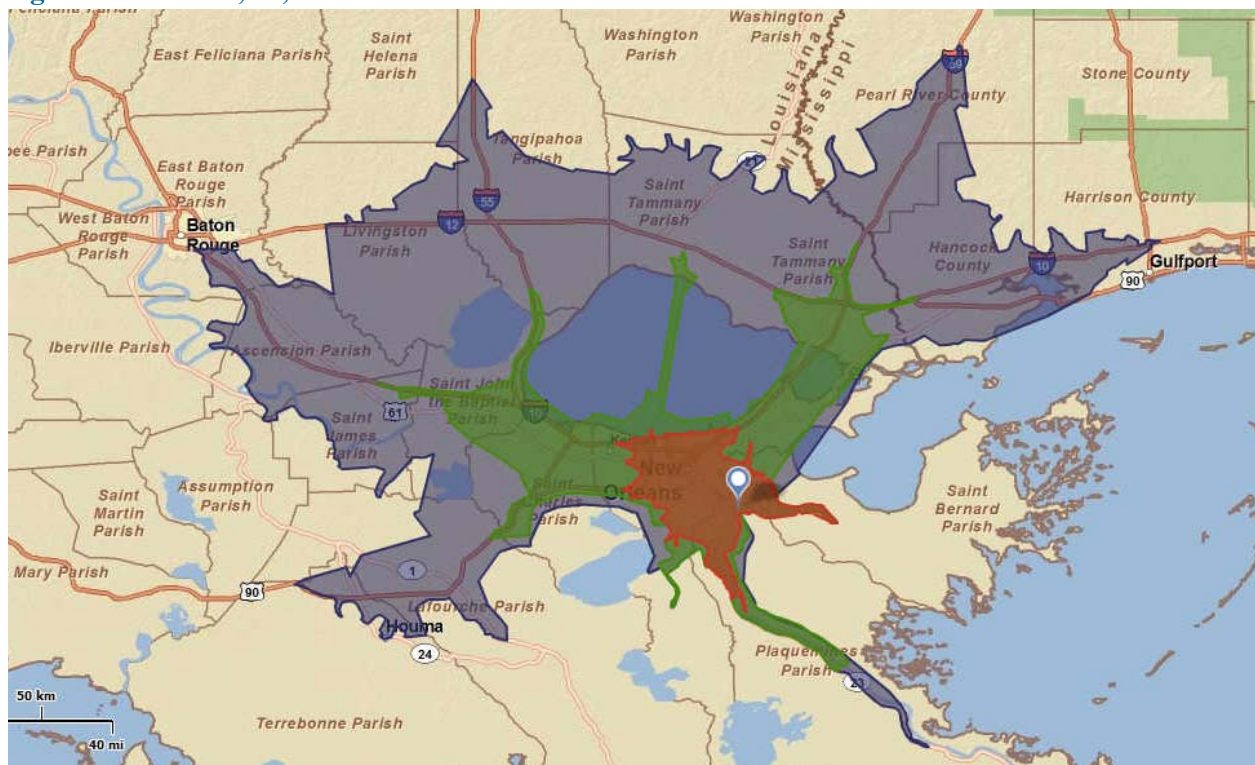 Washington
Parish
East Feliciana Parish
Saint
Helena
Parish
Washington
Parish
Louisiana
Mississippi
59
Stone County
Pearl River County
Tangipahoa
Parish
East Baton
Rouge
Parish
Saint
Tammany
Parish
Harrison County
West Baton
Rouge
Parish
Baton
Rouge
55
12
Livingston
Parish
Saint
Tammany
Parish
Hancock
County
10
Gulfport
90
Iberville Parish
Ascension Parish
61
Saint John
the Baptist
Parish
10
Saint
James
Parish
New
Orleans
Assumption
Parish
Saint
Charles
Parish
Saint
Martin
Parish
Saint
Bernard
Parish
Mary Parish
90
1
Lafourche Parish
Houma
24
Plaquemines
Parish
23
50 km
40 mi
Terrebonne Parish